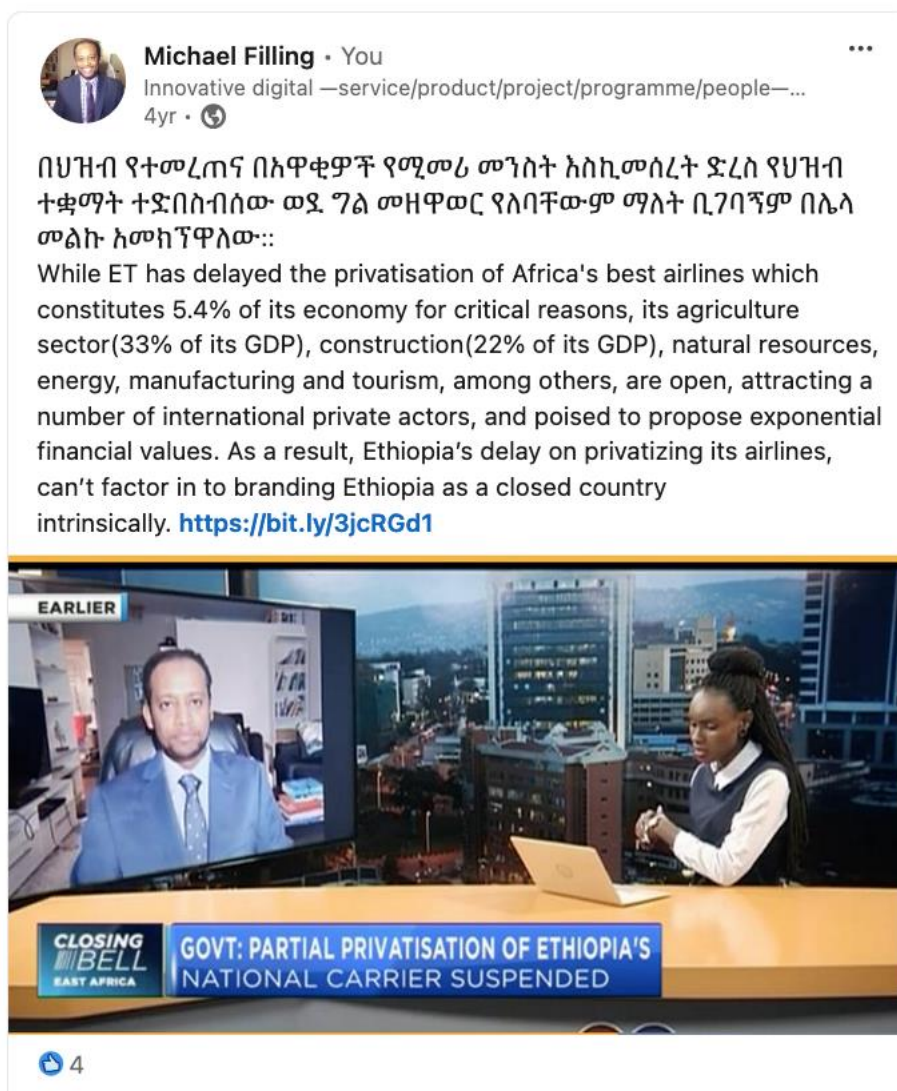 Michael Filling • You
Innovative digital —service/product/project/programme/people—...
4yr •
በህዝብ የተመረጠና በአዋቂዎች የሚመሪ መንስት እስኪመሰረት ድረስ የህዝብ
ተቋማት ተድበስብሰው ወደ ግል መዘዋወር የለባቸውም ማለት ቢገባኝም በሌላ
መልኩ አመክኘዋለው።
While ET has delayed the privatisation of Africa's best airlines which
constitutes 5.4% of its economy for critical reasons, its agriculture
sector(33% of its GDP), construction(22% of its GDP), natural resources,
energy, manufacturing and tourism, among others, are open, attracting a
number of international private actors, and poised to propose exponential
financial values. As a result, Ethiopia’s delay on privatizing its airlines,
can’t factor in to branding Ethiopia as a closed country
intrinsically. https://bit.ly/3jcRGd1
EARLIER
CLOSING
BELL
EAST AFRICA
GOVT: PARTIAL PRIVATISATION OF ETHIOPIA'S
NATIONAL CARRIER SUSPENDED
4